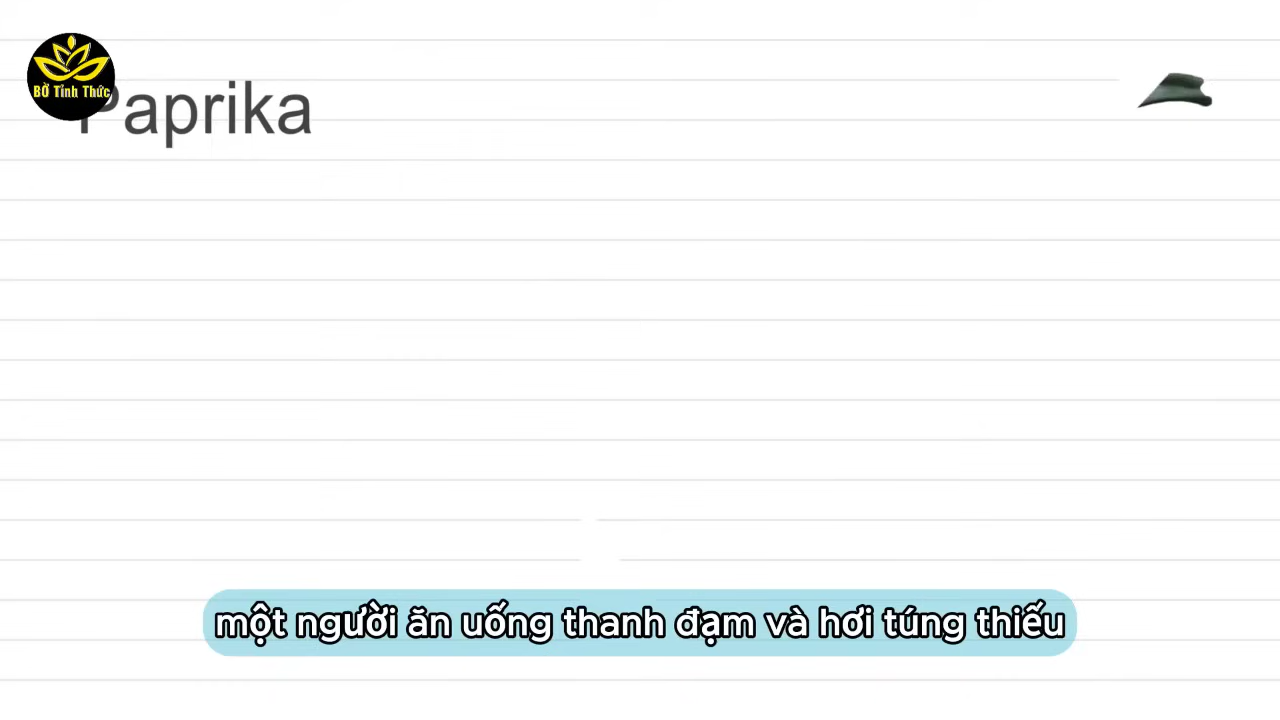 BỜ Tỉnh Thức
Paprika
một người ăn uống thanh đạm và hơi túng thiếu